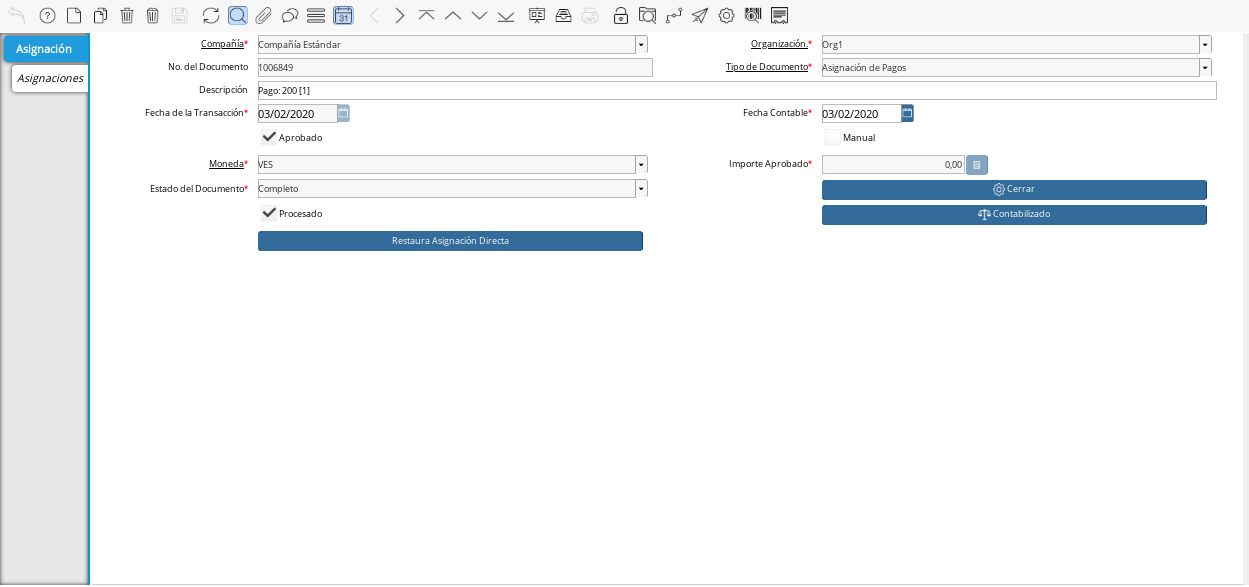 31
Asignación
Asignaciones
Compañía* Compañía Estándar Organización.* Org1
No. del Documento 1006849 Tipo de Documento* Asignación de Pagos
Descripción Pago: 200 [1]
Fecha de la Transacción* 03/02/2020 Fecha Contable* 03/02/2020
Aprobado Manual
Moneda* VES Importe Aprobado* 0,00
Estado del Documento* Completo Cerrar
Procesado Contabilizado
Restaura Asignación Directa